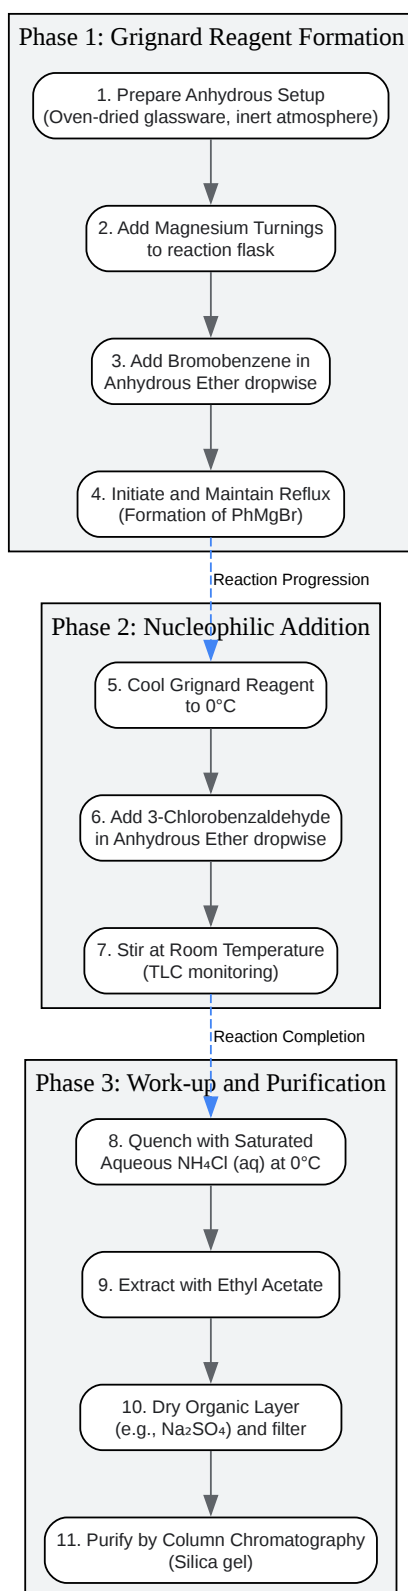 Phase 1: Grignard Reagent Formation
1. Prepare Anhydrous Setup
(Oven-dried glassware, inert atmosphere)
2. Add Magnesium Turnings
to reaction flask
3. Add Bromobenzene in
Anhydrous Ether dropwise
4. Initiate and Maintain Reflux
(Formation of PhMgBr)
Reaction Progression
Phase 2: Nucleophilic Addition
5. Cool Grignard Reagent
to 0°C
6. Add 3-Chlorobenzaldehyde
in Anhydrous Ether dropwise
7. Stir at Room Temperature
(TLC monitoring)
Reaction Completion
Phase 3: Work-up and Purification
8. Quench with Saturated
Aqueous NH₄Cl (aq) at 0°C
9. Extract with Ethyl Acetate
10. Dry Organic Layer
(e.g., Na₂SO₄) and filter
11. Purify by Column Chromatography
(Silica gel)